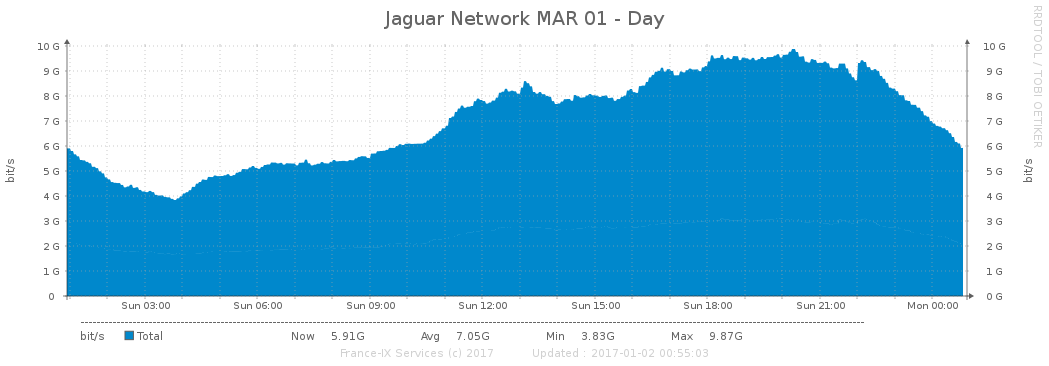 Jaguar Network MAR 01 - Day
RRDTOOL / TOBI OETIKER
10 G 10 G
9 G 9 G
8 G 8 G
7 G 7 G
6 G 6 G
5 G 5 G
4 G 4 G
3 G 3 G
2 G 2 G
1 G 1 G
0 0 G
bit/s bit/s
Sun 03:00 Sun 06:00 Sun 09:00 Sun 12:00 Sun 15:00 Sun 18:00 Sun 21:00 Mon 00:00
bit/s Total Now 5.91G Avg 7.05G Min 3.83G Max 9.87G
France-IX Services (c) 2017 Updated : 2017-01-02 00:55:03